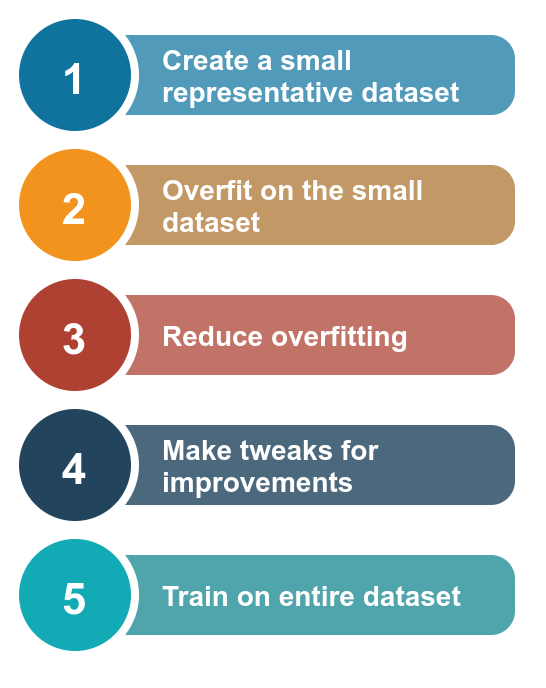 1
Create a small
representative dataset
2
Overfit on the small
dataset
3
Reduce overfitting
4
Make tweaks for
improvements
5
Train on entire dataset